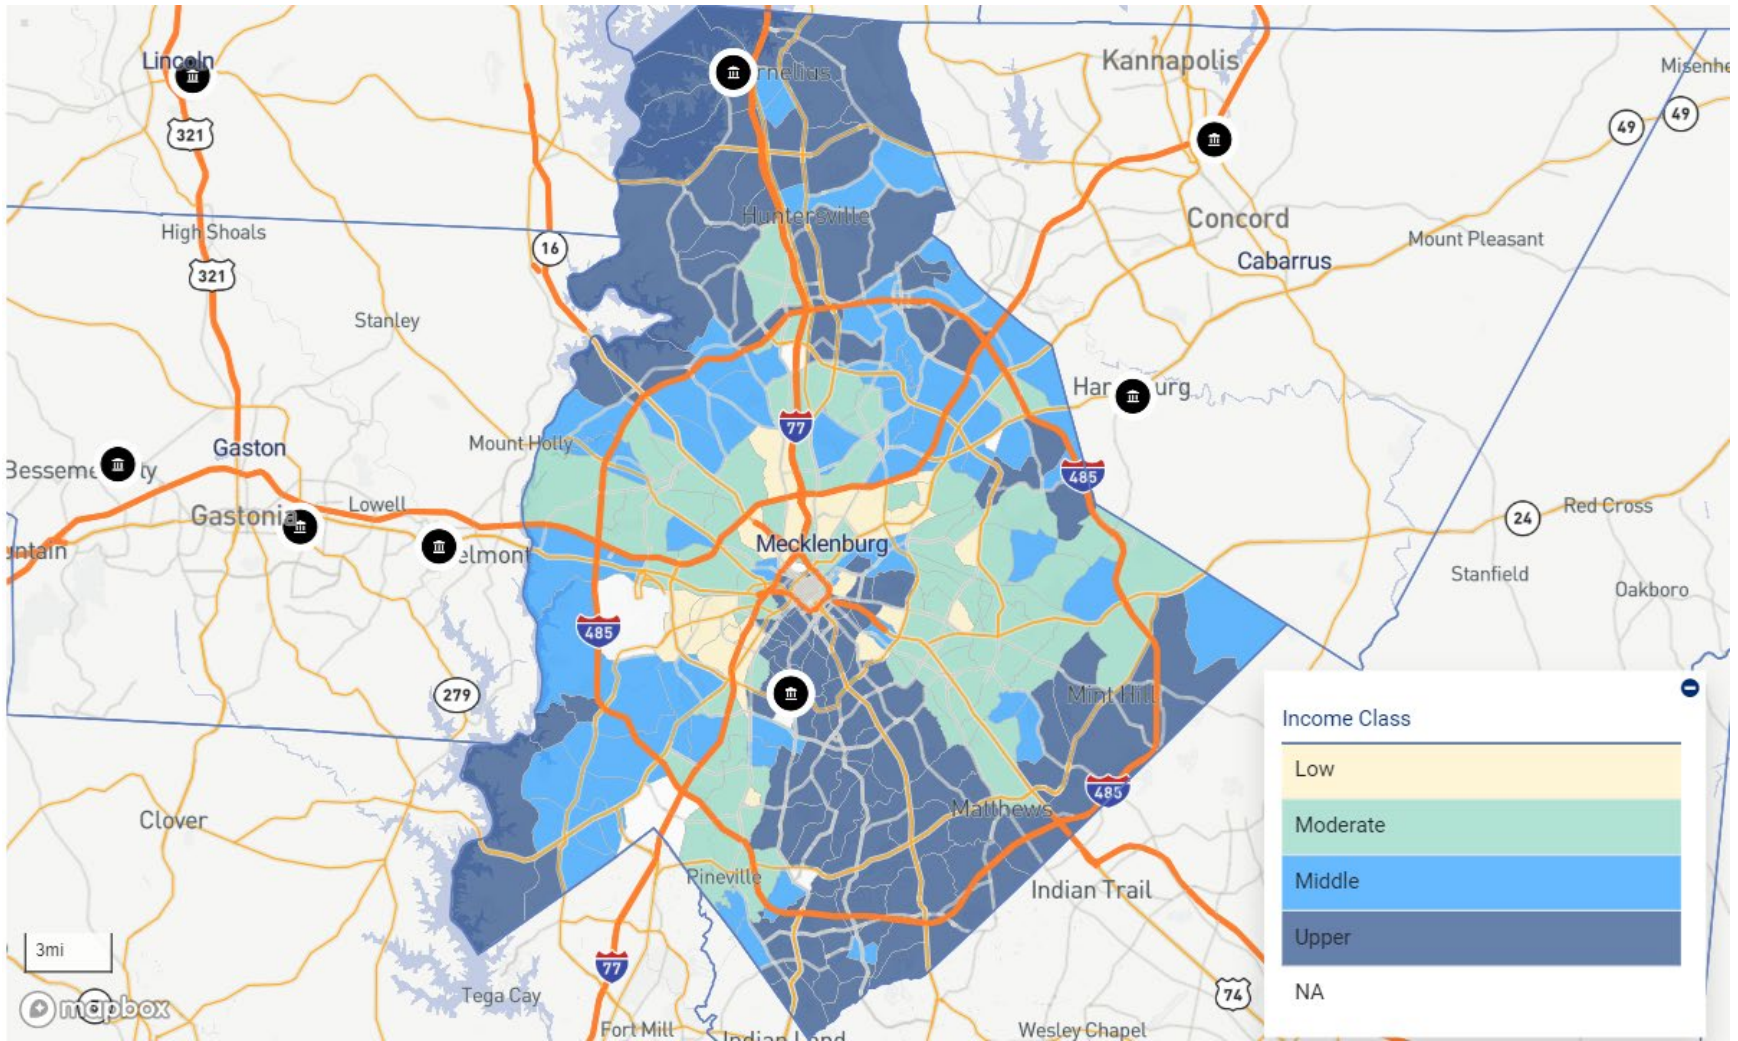 Lincoln
rnelius
Kannapolis
Misenhe
49
49
321
High Shoals
Huntersville
Concord
Mount Pleasant
16
Cabarrus
321
Stanley
Har urg
77
Mount Holly
Gaston
Besseme ty
485
Lowell
Gastonia
24
Red Cross
untain
elmont
Mecklenburg
Stanfield
Oakboro
485
279
Mint Hill
Income Class
Low
Clover
485
Matthews
Moderate
Pineville
Indian Trail
Middle
3mi
Upper
77
Tega Cay
74
NA
mapbox
Fort Mill
Indian Land
Wesley Chapel